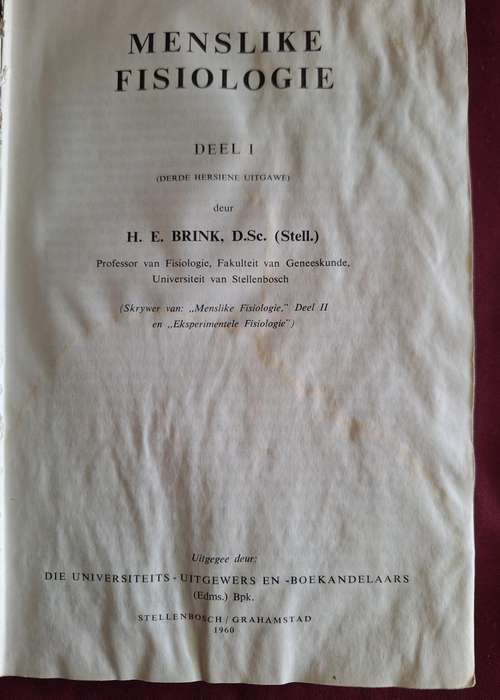 MENSLIKE
FISIOLOGIE
DEEL I
(DERDE HERSIENE UITGAWE)
deur
H. E. BRINK, D.Sc. (Stell.)
Professor van Fisiologie, Fakulteit van Geneeskunde,
Universiteit van Stellenbosch
(Skrywer van: „Menslike Fisiologie,” Deel II
en „Eksperimentele Fisiologie”)
Uitgegee deur:
DIE UNIVERSITEITS-UITGEWERS EN -BOEKANDELAARS
(Edms.) Bpk.
STELLENBOSCH/GRAHAMSTAD
1960